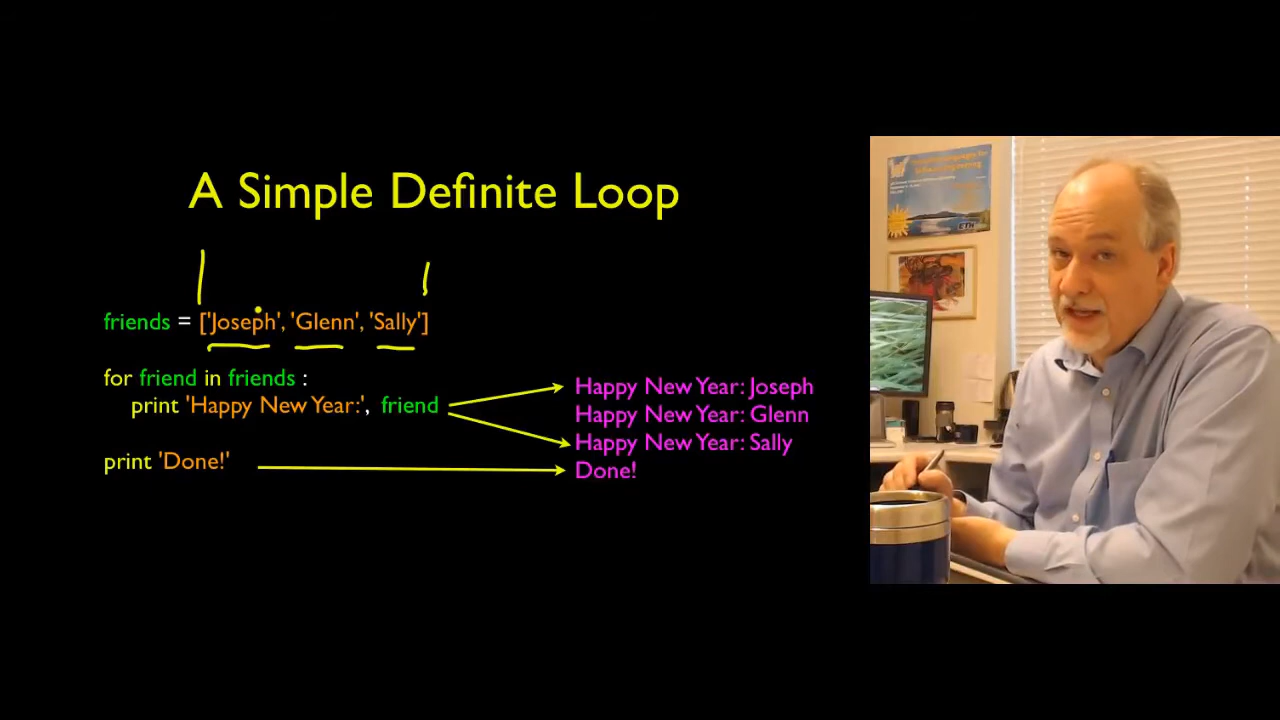 A Simple Definite Loop
friends = ['Joseph', 'Glenn', 'Sally']
for friend in friends :
print 'Happy New Year:', friend
print 'Done!'
Happy New Year: Joseph
Happy New Year: Glenn
Happy New Year: Sally
Done!
ETH